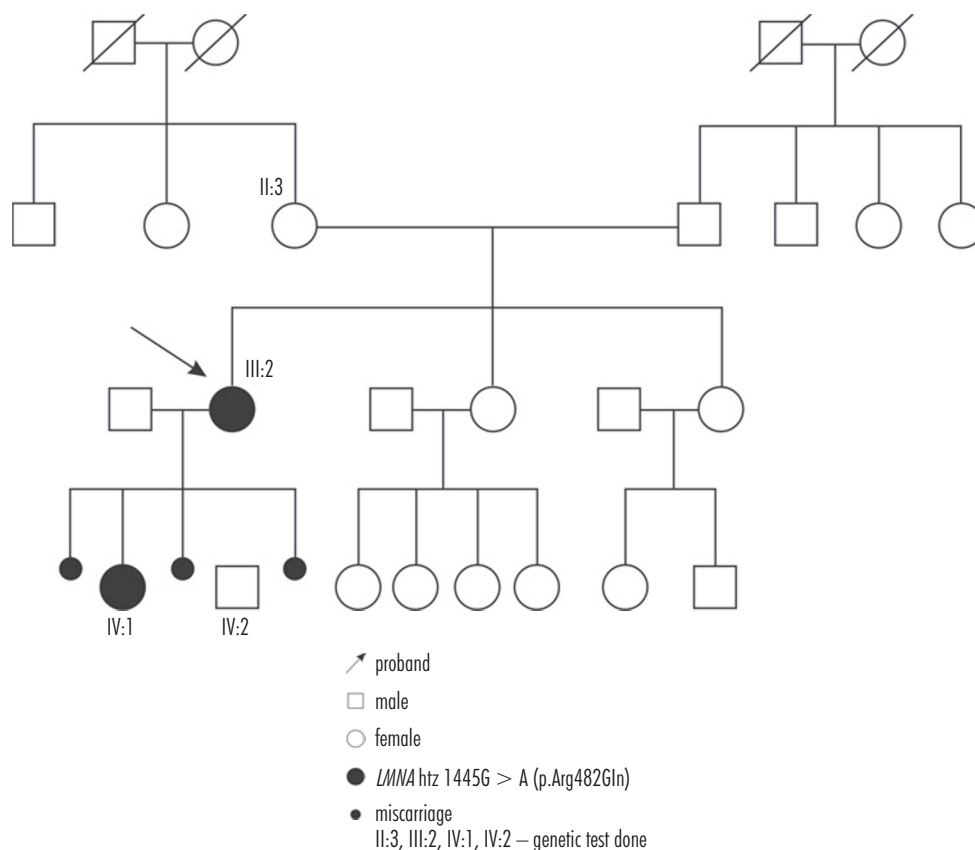 II:3
III:2
IV:1 IV:2
proband
male
female
LMNA htz 1445G > A (p.Arg482Gln)
miscarriage
II:3, III:2, IV:1, IV:2 – genetic test done